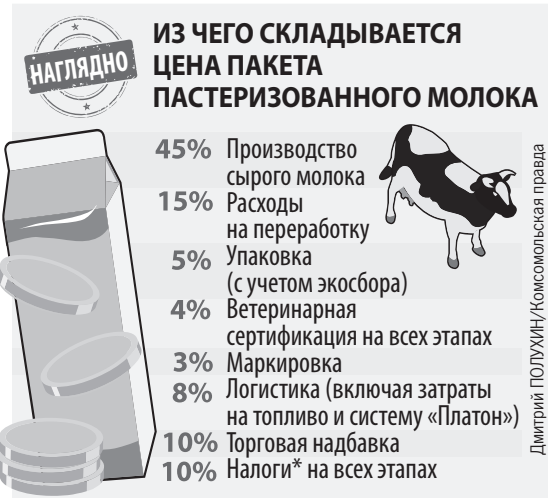 НАГЛЯДНО
ИЗ ЧЕГО СКЛАДЫВАЕТСЯ
ЦЕНА ПАКЕТА
ПАСТЕРИЗОВАННОГО МОЛОКА
45% Производство
сырого молока
15% Расходы
на переработку
5% Упаковка
(с учетом экосбора)
4% Ветеринарная
сертификация на всех этапах
3% Маркировка
8% Логистика (включая затраты
на топливо и систему «Платон»)
10% Торговая надбавка
10% Налоги* на всех этапах
Дмитрий ПОЛУХИН/Комсомольская правда